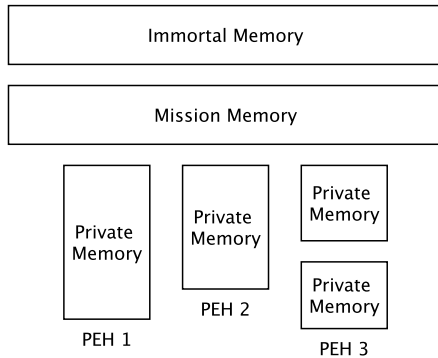 Immortal Memory
Mission Memory
Private
Memory
PEH 1
Private
Memory
PEH 2
Private
Memory
Private
Memory
PEH 3